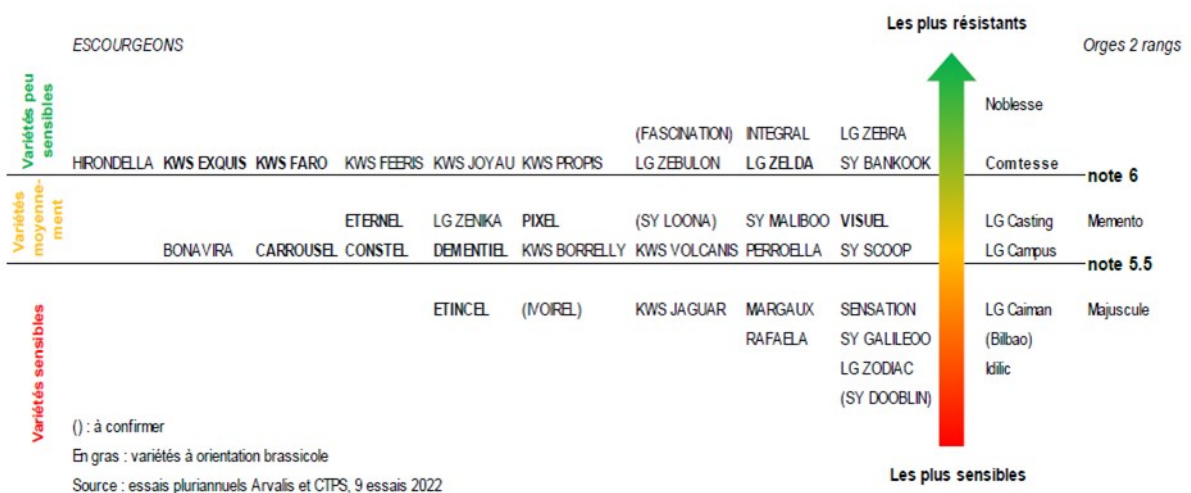 Les plus résistants
ESCOURGEONS
Orges 2 rangs
Variétés peu
sensibles
Noblesse
(FASCINATION) INTEGRAL LG ZEBRA
HIRONDELLA KWS EXQUIS KWS FARO KWS FEERIS KWS JOYAU KWS PROPIS LG ZEBULON LG ZELDA SY BANKOOK Comtesse
note 6
Variétés
moyenne-
ment
ETERNEL LG ZENIKA PIXEL (SY LOONA) SY MALIBOO VISUEL LG Casting Memento
BONAVIRA CARROUSEL CONSTEL DEMENTIEL KWS BORRELLY KWS VOLCANIS PERROELLA SY SCOOP LG Campus
note 5.5
Variétés sensibles
ETINCEL (IVOIREL) KWS JAGUAR MARGAUX SENSATION LG Caiman Majuscule
RAFAELA SY GALILEOO (Bilbao)
LG ZODIAC Idilic
(SY DOOBLIN)
() : à confirmer
En gras : variétés à orientation brassicole
Les plus sensibles
Source : essais pluriannuels Arvalis et CTPS, 9 essais 2022